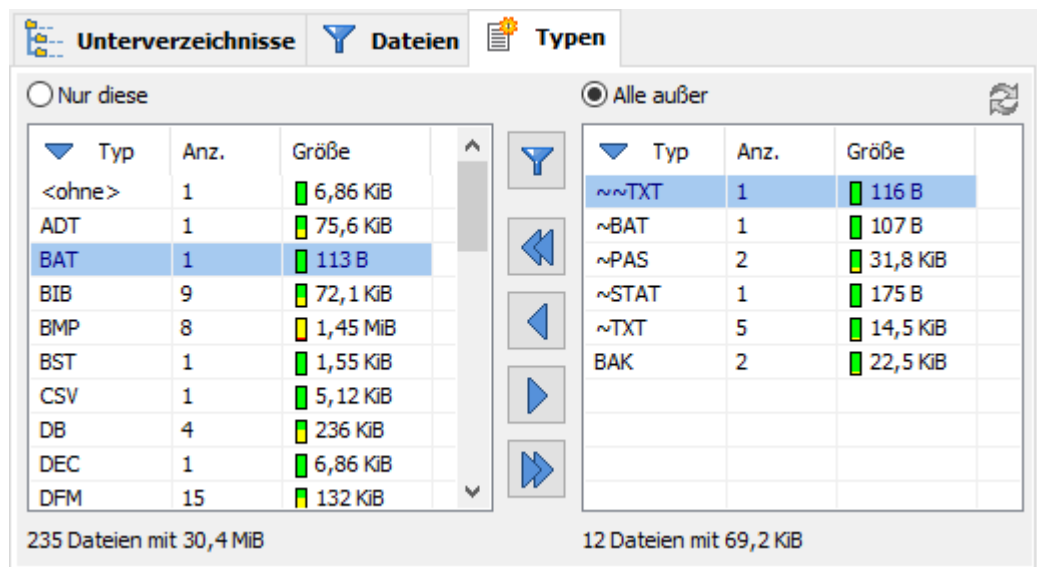 Unterverzeichnisse Dateien Typen
Nur diese
Typ Anz. Größe
<ohne> 1 6,86 KiB
ADT 1 75,6 KiB
BAT 1 113 B
BIB 9 72,1 KiB
BMP 8 1,45 MiB
BST 1 1,55 KiB
CSV 1 5,12 KiB
DB 4 236 KiB
DEC 1 6,86 KiB
DFM 15 132 KiB
235 Dateien mit 30,4 MiB
Alle außer
Typ Anz. Größe
~~TXT 1 116 B
~BAT 1 107 B
~PAS 2 31,8 KiB
~STAT 1 175 B
~TXT 5 14,5 KiB
BAK 2 22,5 KiB
12 Dateien mit 69,2 KiB